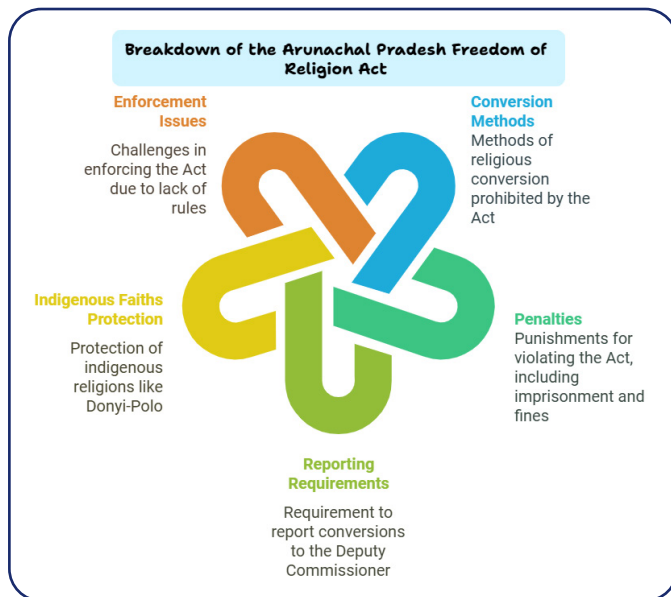 Breakdown of the Arunachal Pradesh Freedom of
Religion Act
Enforcement
Issues
Challenges in
enforcing the Act
due to lack of
rules
Conversion
Methods
Methods of
religious
conversion
prohibited by the
Act
Indigenous Faiths
Protection
Protection of
indigenous
religions like
Donyi-Polo
Penalties
Punishments for
violating the Act,
including
imprisonment and
fines
Reporting
Requirements
Requirement to
report conversions
to the Deputy
Commissioner